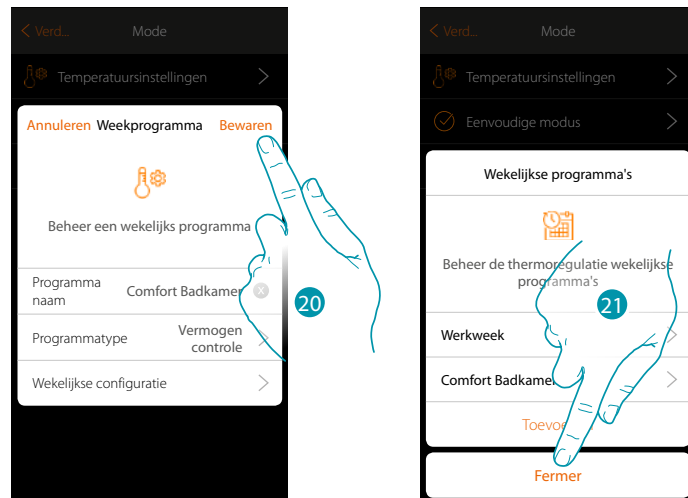 Verd...
Mode
Temperatuursinstellingen
Annuleren Weekprogramma Bewaren
Beheer een wekelijks programma
Programma
naam
Comfort Badkamer
Programmatype
Vermogen
controle
Wekelijkse configuratie
20
Verd...
Mode
Temperatuursinstellingen
Eenvoudige modus
Wekelijkse programma's
Beheer de thermoregulatie wekelijkse
programma's
21
Werkweek
Comfort
Fermer